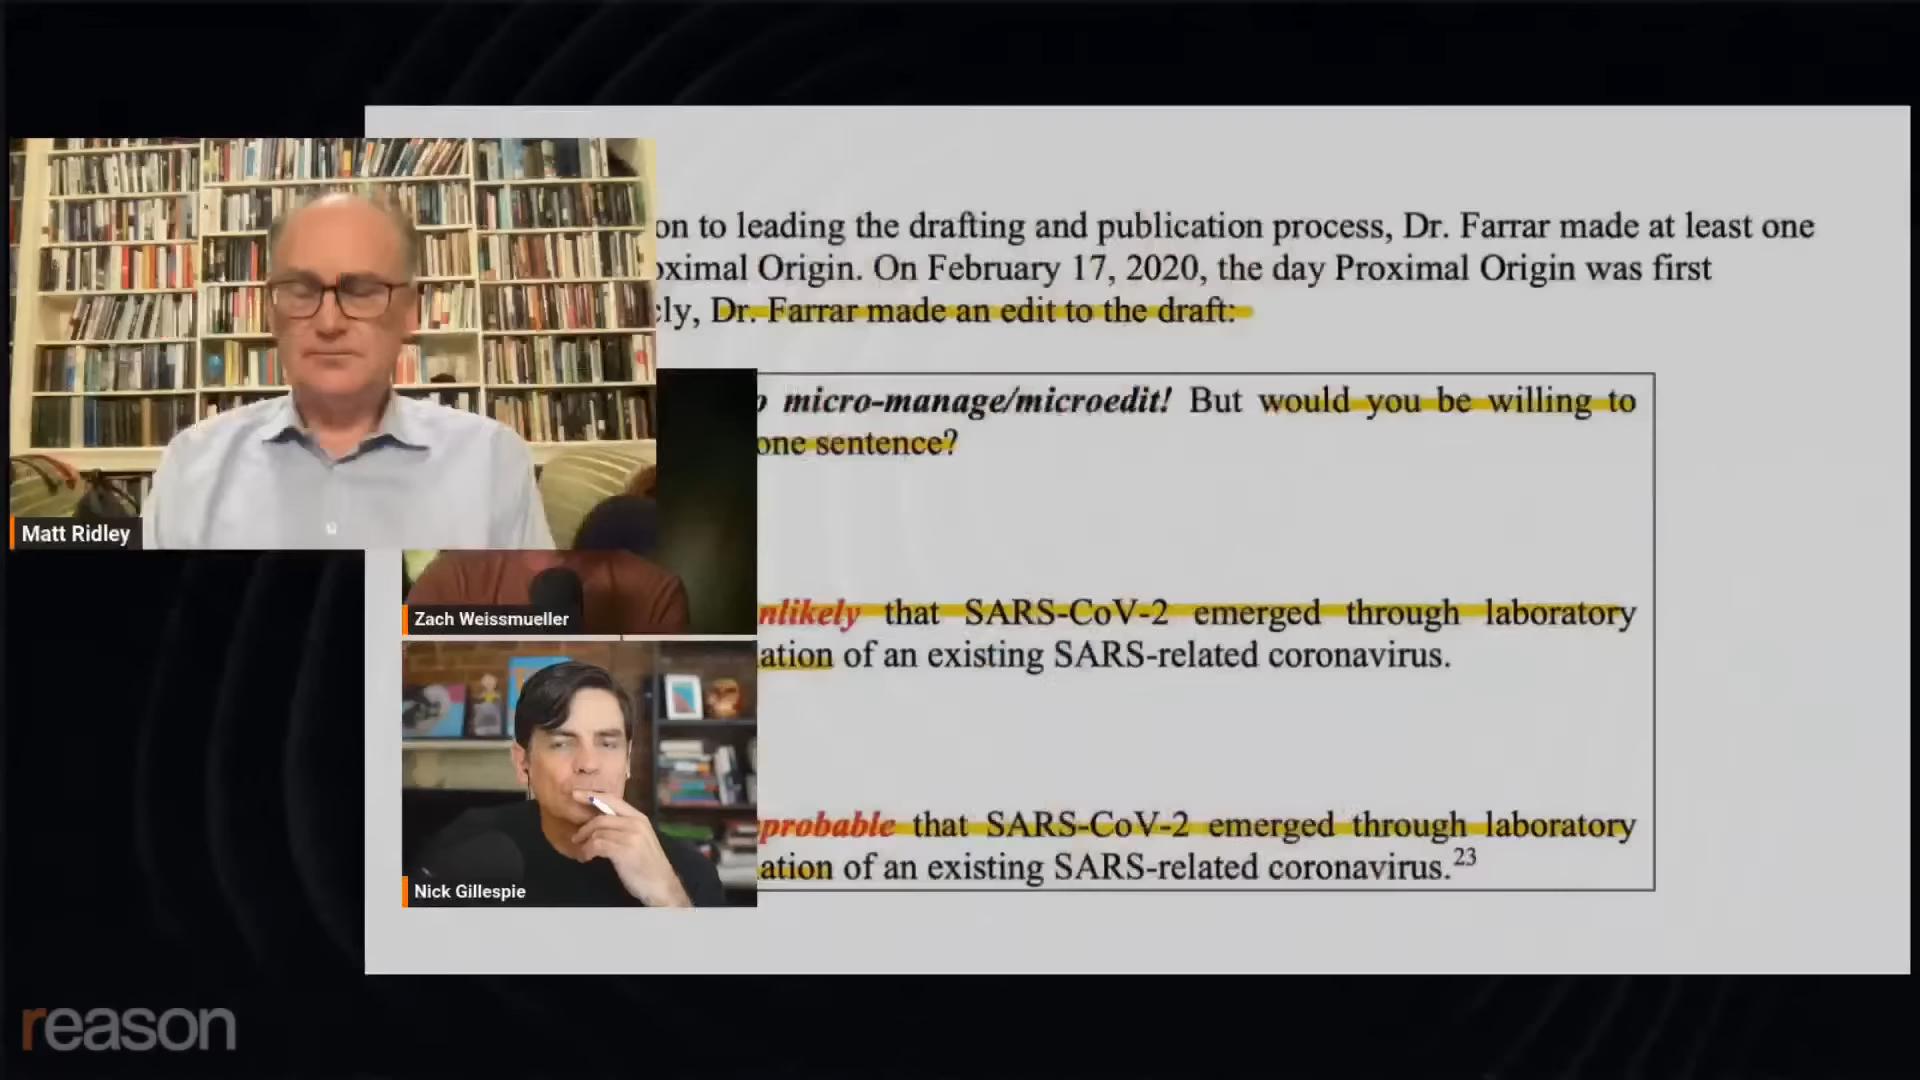 on to leading the drafting and publication process, Dr. Farrar made at least one
oximal Origin. On February 17, 2020, the day Proximal Origin was first
ly, Dr. Farrar made an edit to the draft:
micro-manage/microedit! But would you be willing to
one sentence?
nlikely that SARS-CoV-2 emerged through laboratory
ation of an existing SARS-related coronavirus.
probable that SARS-CoV-2 emerged through laboratory
ation of an existing SARS-related coronavirus.23
Matt Ridley
Zach Weissmueller
Nick Gillespie
reason